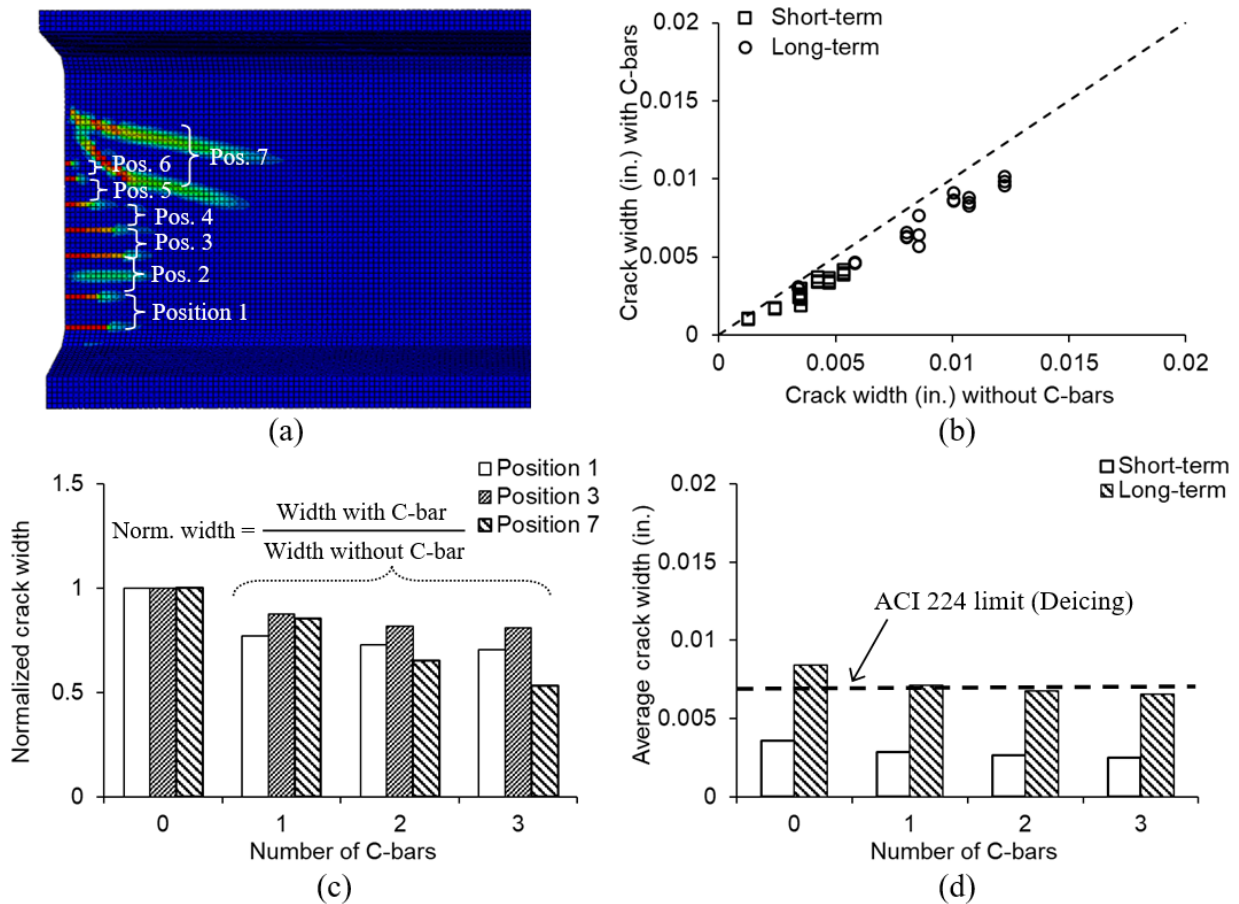 Pos. 6
Pos. 7
Pos. 5
Pos. 4
Pos. 3
Pos. 2
Position 1
(a)
Short-term
Long-term
Crack width (in.) with C-bars
0.02
0.015
0.01
0.005
0
0
0.005
0.01
0.015
0.02
Crack width (in.) without C-bars
(b)
Position 1
Position 3
Position 7
Norm. width = Width with C-bar
Width without C-bar
Normalized crack width
1.5
1
0.5
0
0
1
2
3
Number of C-bars
(c)
Short-term
Long-term
ACI 224 limit (Deicing)
Average crack width (in.)
0.02
0.015
0.01
0.005
0
0
1
2
3
Number of C-bars
(d)